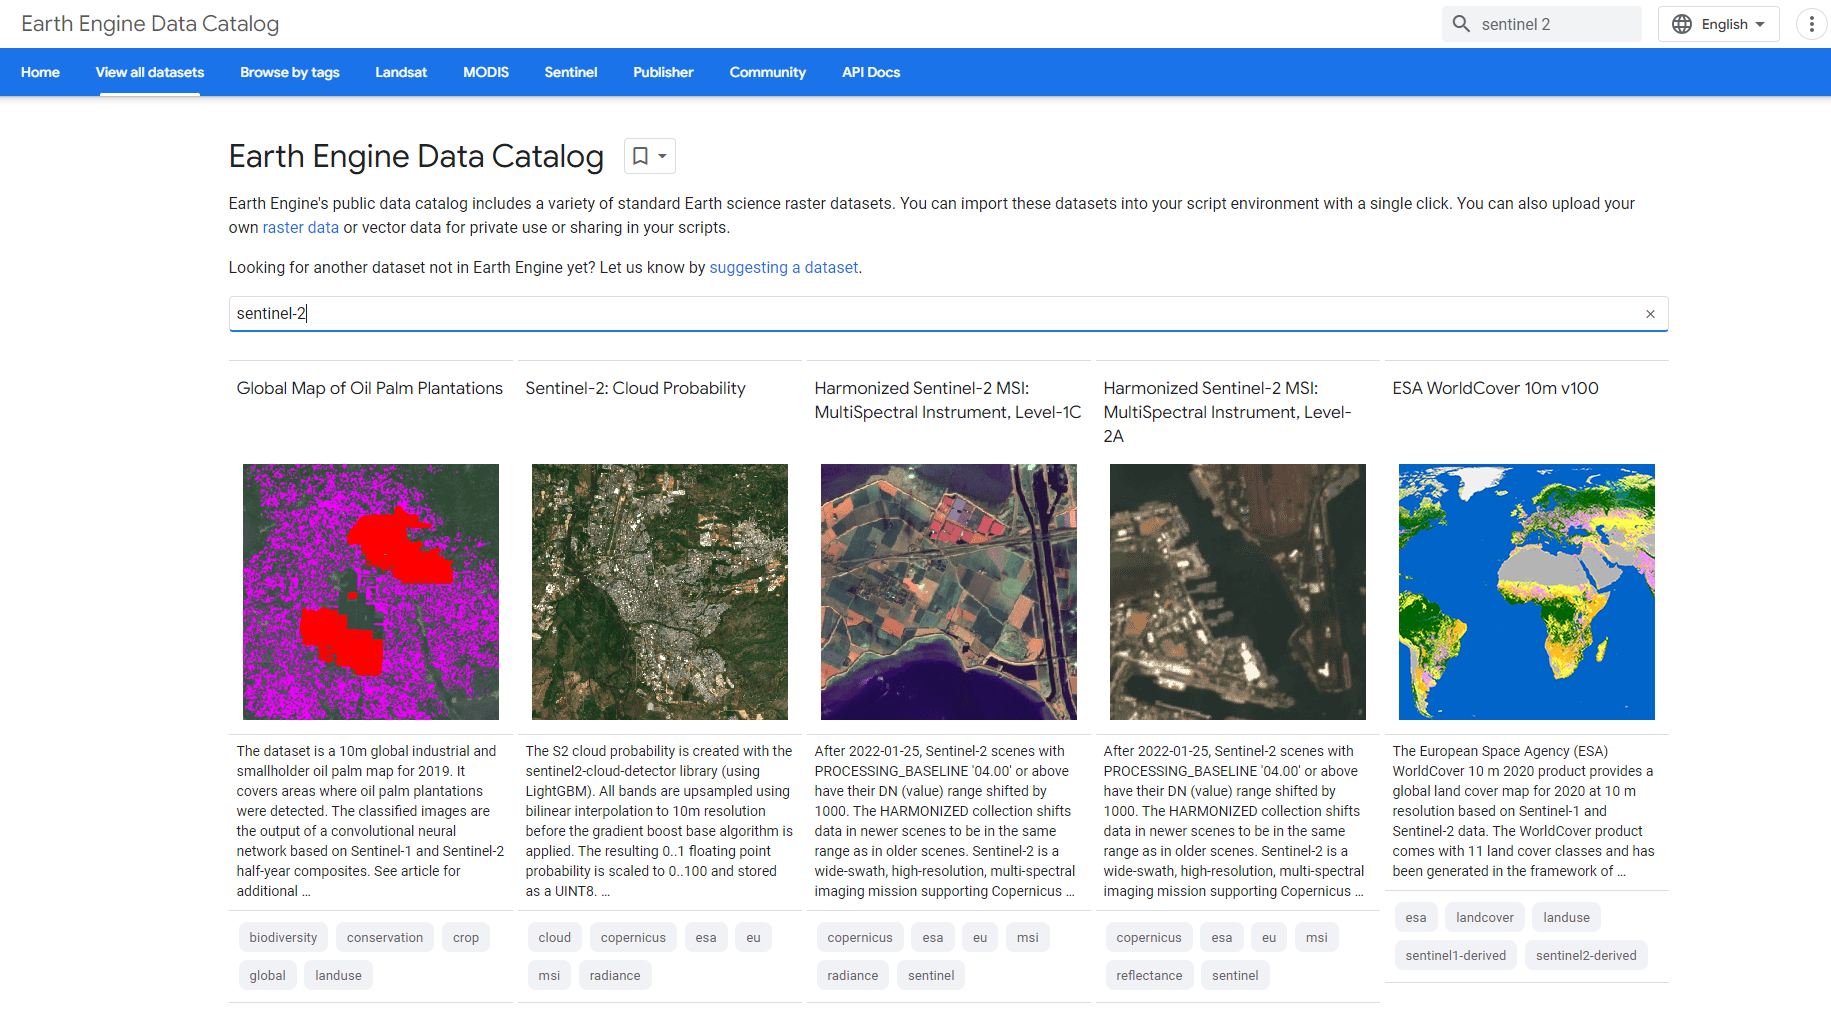 Earth Engine Data Catalog
sentinel 2
English
Home
View all datasets
Browse by tags
Landsat
MODIS
Sentinel
Publisher
Community
API Docs
Earth Engine Data Catalog
Earth Engine's public data catalog includes a variety of standard Earth science raster datasets. You can import these datasets into your script environment with a single click. You can also upload your
own raster data or vector data for private use or sharing in your scripts.
Looking for another dataset not in Earth Engine yet? Let us know by suggesting a dataset.
sentinel-2
Global Map of Oil Palm Plantations
The dataset is a 10m global industrial and
smallholder oil palm map for 2019. It
covers areas where oil palm plantations
were detected. The classified images are
the output of a convolutional neural
network based on Sentinel-1 and Sentinel-2
half-year composites. See article for
additional …
biodiversity
conservation
crop
global
landuse
Sentinel-2: Cloud Probability
The S2 cloud probability is created with the
sentinel2-cloud-detector library (using
LightGBM). All bands are upsampled using
bilinear interpolation to 10m resolution
before the gradient boost base algorithm is
applied. The resulting 0..1 floating point
probability is scaled to 0..100 and stored
as a UINT8. …
cloud
copernicus
esa
eu
msi
radiance
Harmonized Sentinel-2 MSI:
MultiSpectral Instrument, Level-1C
After 2022-01-25, Sentinel-2 scenes with
PROCESSING_BASELINE '04.00' or above
have their DN (value) range shifted by
1000. The HARMONIZED collection shifts
data in newer scenes to be in the same
range as in older scenes. Sentinel-2 is a
wide-swath, high-resolution, multi-spectral
imaging mission supporting Copernicus …
copernicus
esa
eu
msi
radiance
sentinel
Harmonized Sentinel-2 MSI:
MultiSpectral Instrument, Level-
2A
After 2022-01-25, Sentinel-2 scenes with
PROCESSING_BASELINE '04.00' or above
have their DN (value) range shifted by
1000. The HARMONIZED collection shifts
data in newer scenes to be in the same
range as in older scenes. Sentinel-2 is a
wide-swath, high-resolution, multi-spectral
imaging mission supporting Copernicus …
copernicus
esa
eu
msi
reflectance
sentinel
ESA WorldCover 10m v100
The European Space Agency (ESA)
WorldCover 10 m 2020 product provides a
global land cover map for 2020 at 10 m
resolution based on Sentinel-1 and
Sentinel-2 data. The WorldCover product
comes with 11 land cover classes and has
been generated in the framework of …
esa
landcover
landuse
sentinel1-derived
sentinel2-derived